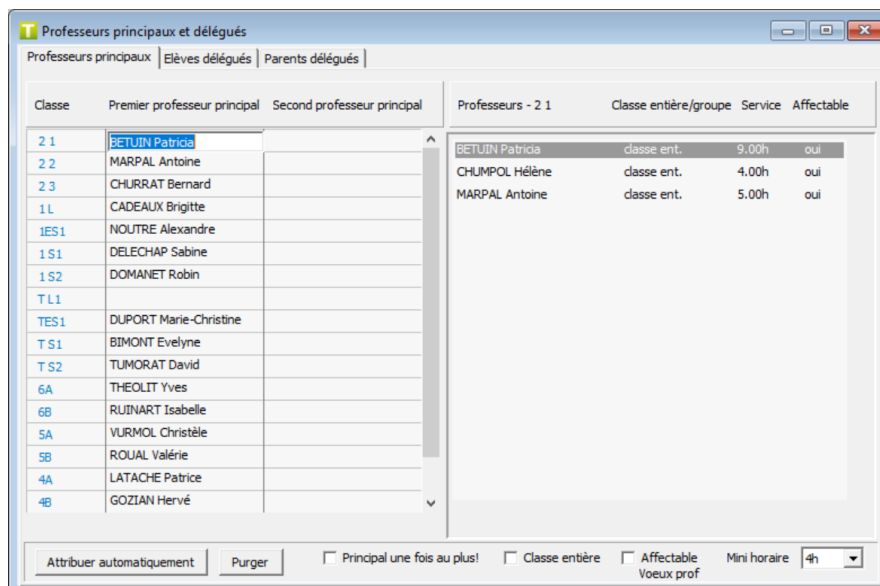 T Professeurs principaux et délégués
Professeurs principaux Elèves délégués Parents délégués
Classe Premier professeur principal Second professeur principal
2 1 BETUIN Patricia
2 2 MARPAL Antoine
2 3 CHURRAT Bernard
1 L CADEAUX Brigitte
1ES1 NOUTRE Alexandre
1 S1 DELECHAP Sabine
1 S2 DOMANET Robin
T L1
TES1 DUPORT Marie-Christine
T S1 BIMONT Evelyne
T S2 TUMORAT David
6A THEOLIT Yves
6B RUINART Isabelle
5A VURMOL Christèle
5B ROUAL Valérie
4A LATACHE Patrice
4B GOZIAN Hervé
Professeurs - 2 1 Classe entière/groupe Service Affectable
BETUIN Patricia classe ent. 9.00h oui
CHUMPOL Hélène classe ent. 4.00h oui
MARPAL Antoine classe ent. 5.00h oui
Attribuer automatiquement Purger Principal une fois au plus! Classe entière Affectable Mini horaire 4h
Voeux prof